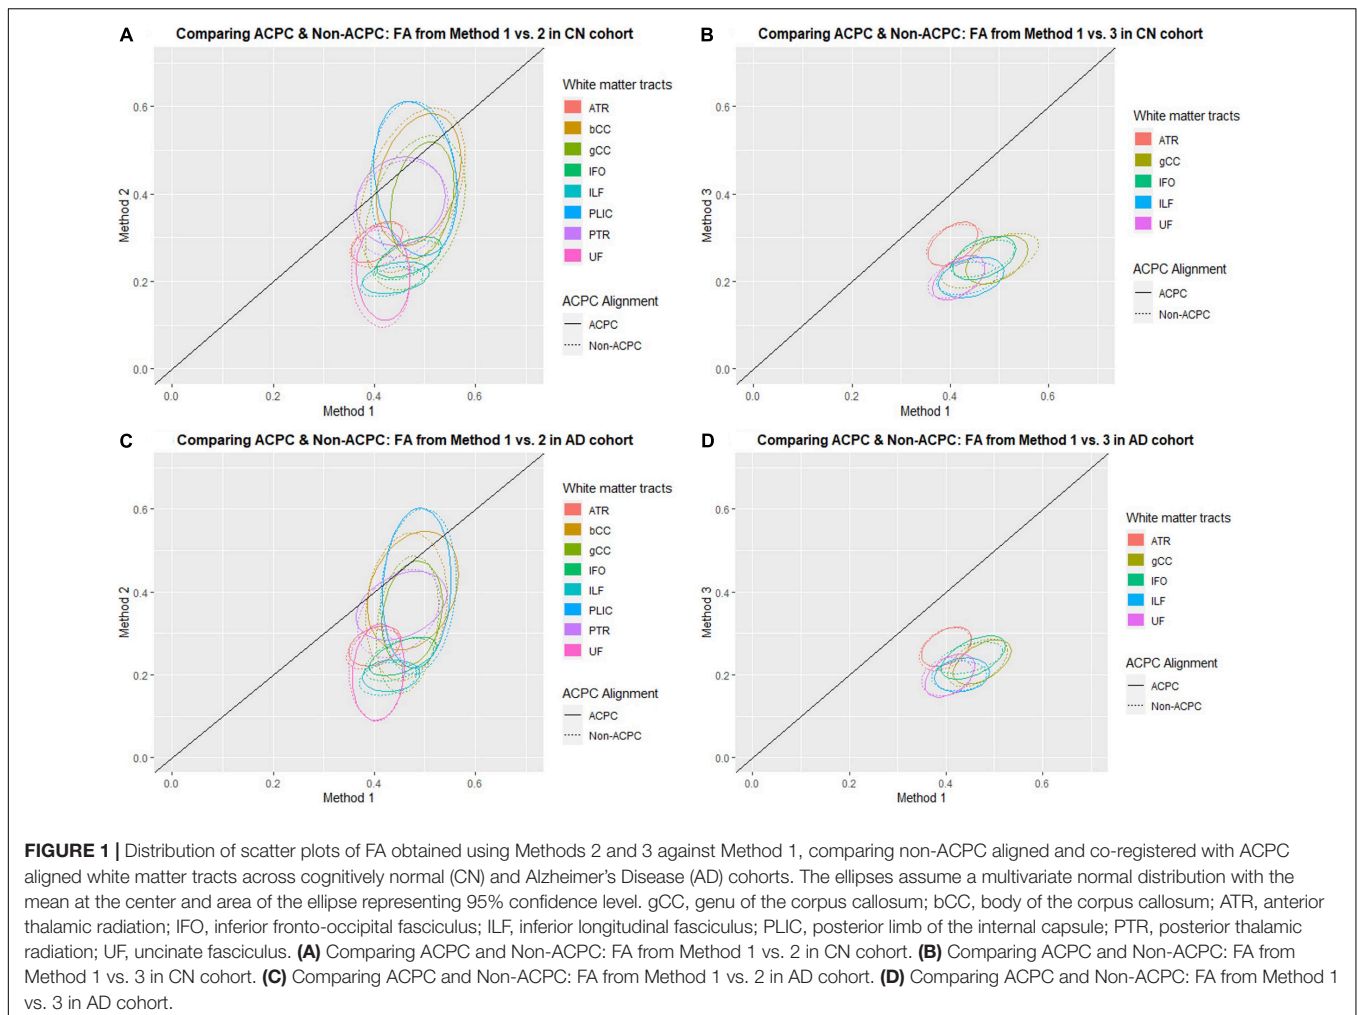 A
Comparing ACPC & Non-ACPC: FA from Method 1 vs. 2 in CN cohort
Method 2
0.6
0.4
0.2
0.0
0.0 0.2 0.4 0.6
Method 1
White matter tracts
ATR
bCC
gCC
IFO
ILF
PLIC
PTR
UF
ACPC Alignment
ACPC
Non-ACPC
B
Comparing ACPC & Non-ACPC: FA from Method 1 vs. 3 in CN cohort
Method 3
0.6
0.4
0.2
0.0
0.0 0.2 0.4 0.6
Method 1
White matter tracts
ATR
gCC
IFO
ILF
UF
ACPC Alignment
ACPC
Non-ACPC
C
Comparing ACPC & Non-ACPC: FA from Method 1 vs. 2 in AD cohort
Method 2
0.6
0.4
0.2
0.0
0.0 0.2 0.4 0.6
Method 1
White matter tracts
ATR
bCC
gCC
IFO
ILF
PLIC
PTR
UF
ACPC Alignment
ACPC
Non-ACPC
D
Comparing ACPC & Non-ACPC: FA from Method 1 vs. 3 in AD cohort
Method 3
0.6
0.4
0.2
0.0
0.0 0.2 0.4 0.6
Method 1
White matter tracts
ATR
gCC
IFO
ILF
UF
ACPC Alignment
ACPC
Non-ACPC
FIGURE 1 | Distribution of scatter plots of FA obtained using Methods 2 and 3 against Method 1, comparing non-ACPC aligned and co-registered with ACPC
aligned white matter tracts across cognitively normal (CN) and Alzheimer's Disease (AD) cohorts. The ellipses assume a multivariate normal distribution with the
mean at the center and area of the ellipse representing 95% confidence level. gCC, genu of the corpus callosum; bCC, body of the corpus callosum; ATR, anterior
thalamic radiation; IFO, inferior fronto-occipital fasciculus; ILF, inferior longitudinal fasciculus; PLIC, posterior limb of the internal capsule; PTR, posterior thalamic
radiation; UF, uncinate fasciculus. (A) Comparing ACPC and Non-ACPC: FA from Method 1 vs. 2 in CN cohort. (B) Comparing ACPC and Non-ACPC: FA from
Method 1 vs. 3 in CN cohort. (C) Comparing ACPC and Non-ACPC: FA from Method 1 vs. 2 in AD cohort. (D) Comparing ACPC and Non-ACPC: FA from Method 1
vs. 3 in AD cohort.